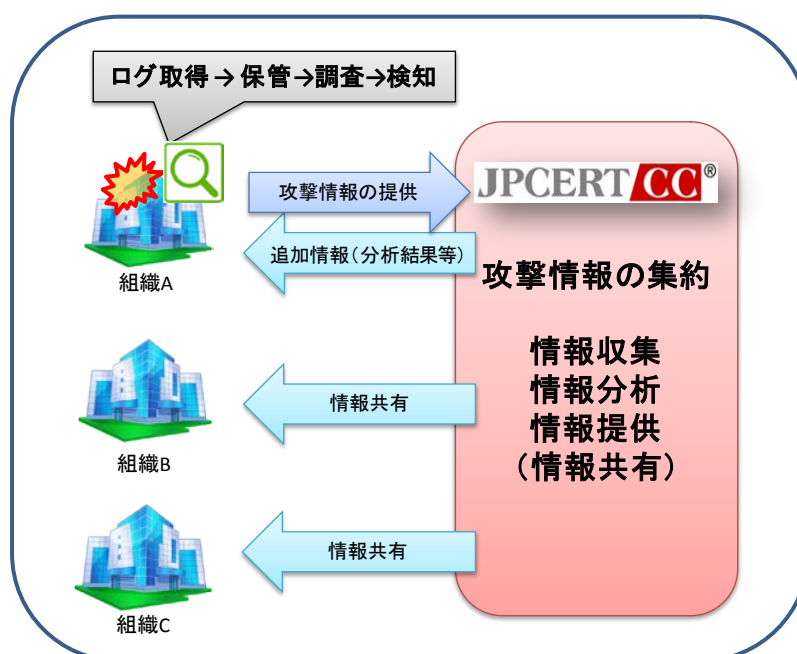 ログ取得→保管→調査→検知
攻撃情報の提供
JPCERT CC®
追加情報(分析結果等)
組織A
攻撃情報の集約
情報収集
情報分析
情報提供
(情報共有)
情報共有
組織B
情報共有
組織C